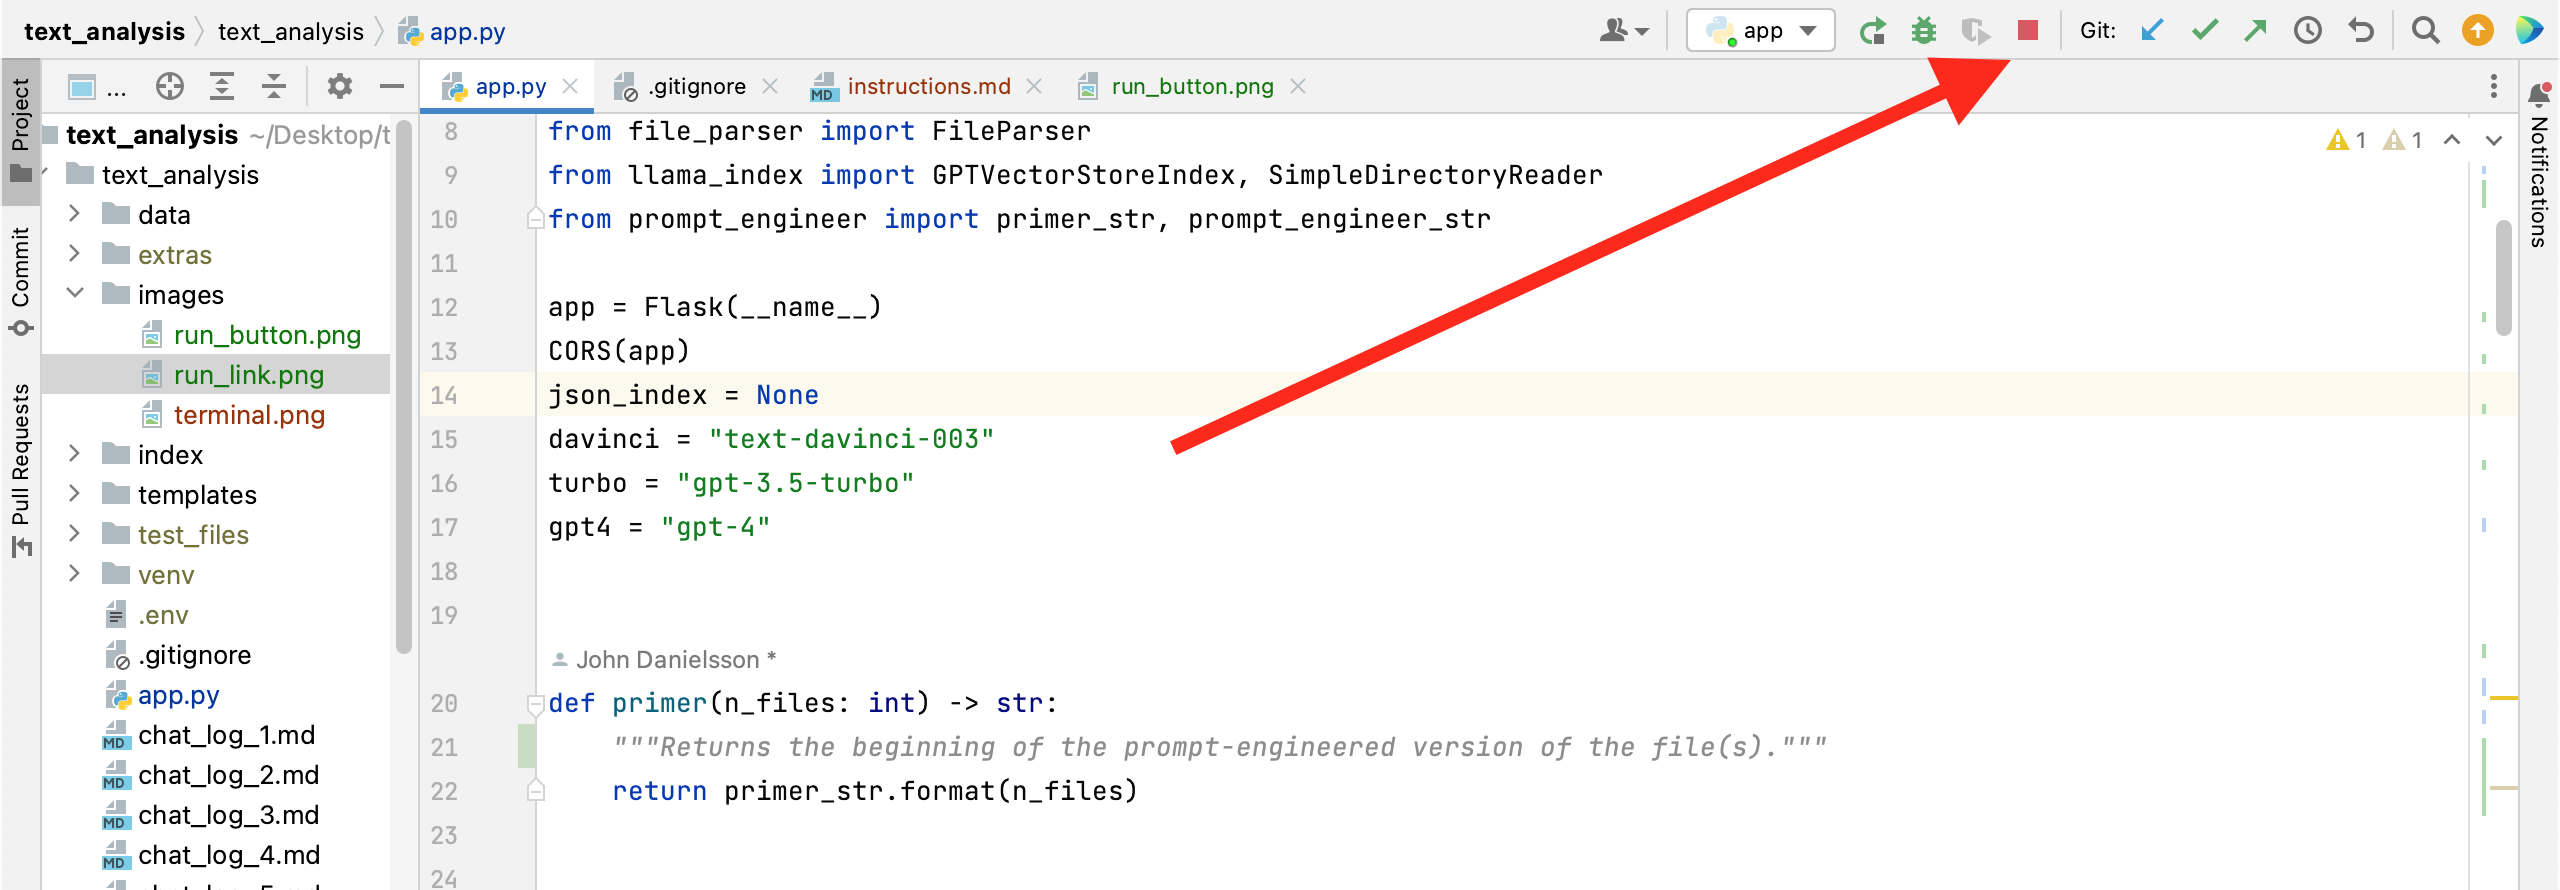 text_analysis text_analysis app.py
app
Git:
Project
Commit
Pull Requests
...
text_analysis ~/Desktop/t
text_analysis
data
extras
images
run_button.png
run_link.png
terminal.png
index
templates
test_files
venv
.env
.gitignore
app.py
MD chat_log_1.md
MD chat_log_2.md
MD chat_log_3.md
MD chat_log_4.md
app.py .gitignore MD instructions.md run_button.png
1 1
8 from file_parser import FileParser
9 from llama_index import GPTVectorStoreIndex, SimpleDirectoryReader
10 from prompt_engineer import primer_str, prompt_engineer_str
11
12 app = Flask(__name__)
13 CORS(app)
14 json_index = None
15 davinci = "text-davinci-003"
16 turbo = "gpt-3.5-turbo"
17 gpt4 = "gpt-4"
18
19
John Danielsson *
20 def primer(n_files: int) -> str:
21 """Returns the beginning of the prompt-engineered version of the file(s)."""
22 return primer_str.format(n_files)
23
24
Notifications